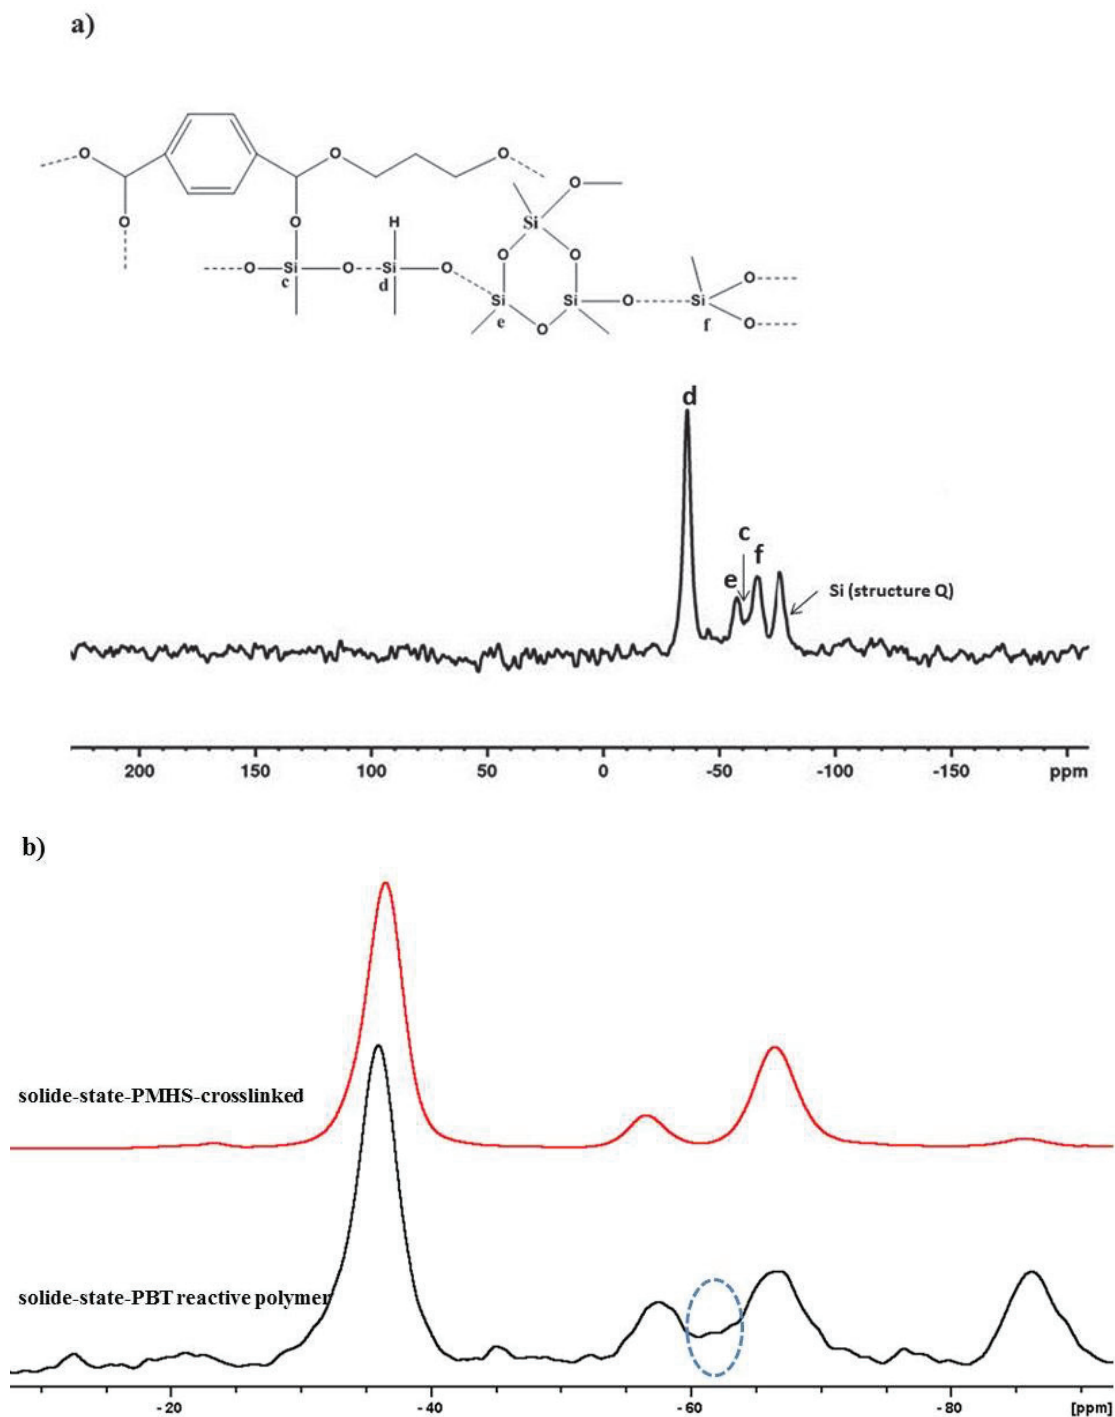 a)
O
O
O
O
O
H
O
Si
O
O
O
Si
O
Si
O
Si
O
Si
O
Si
O
c
d
e
O
f
O
d
c
e
f
Si (structure Q)
200 150 100 50 0 -50 -100 -150 ppm
b)
solide-state-PMHS-crosslinked
solide-state-PBT reactive polymer
-20 -40 -60 -80 [ppm]